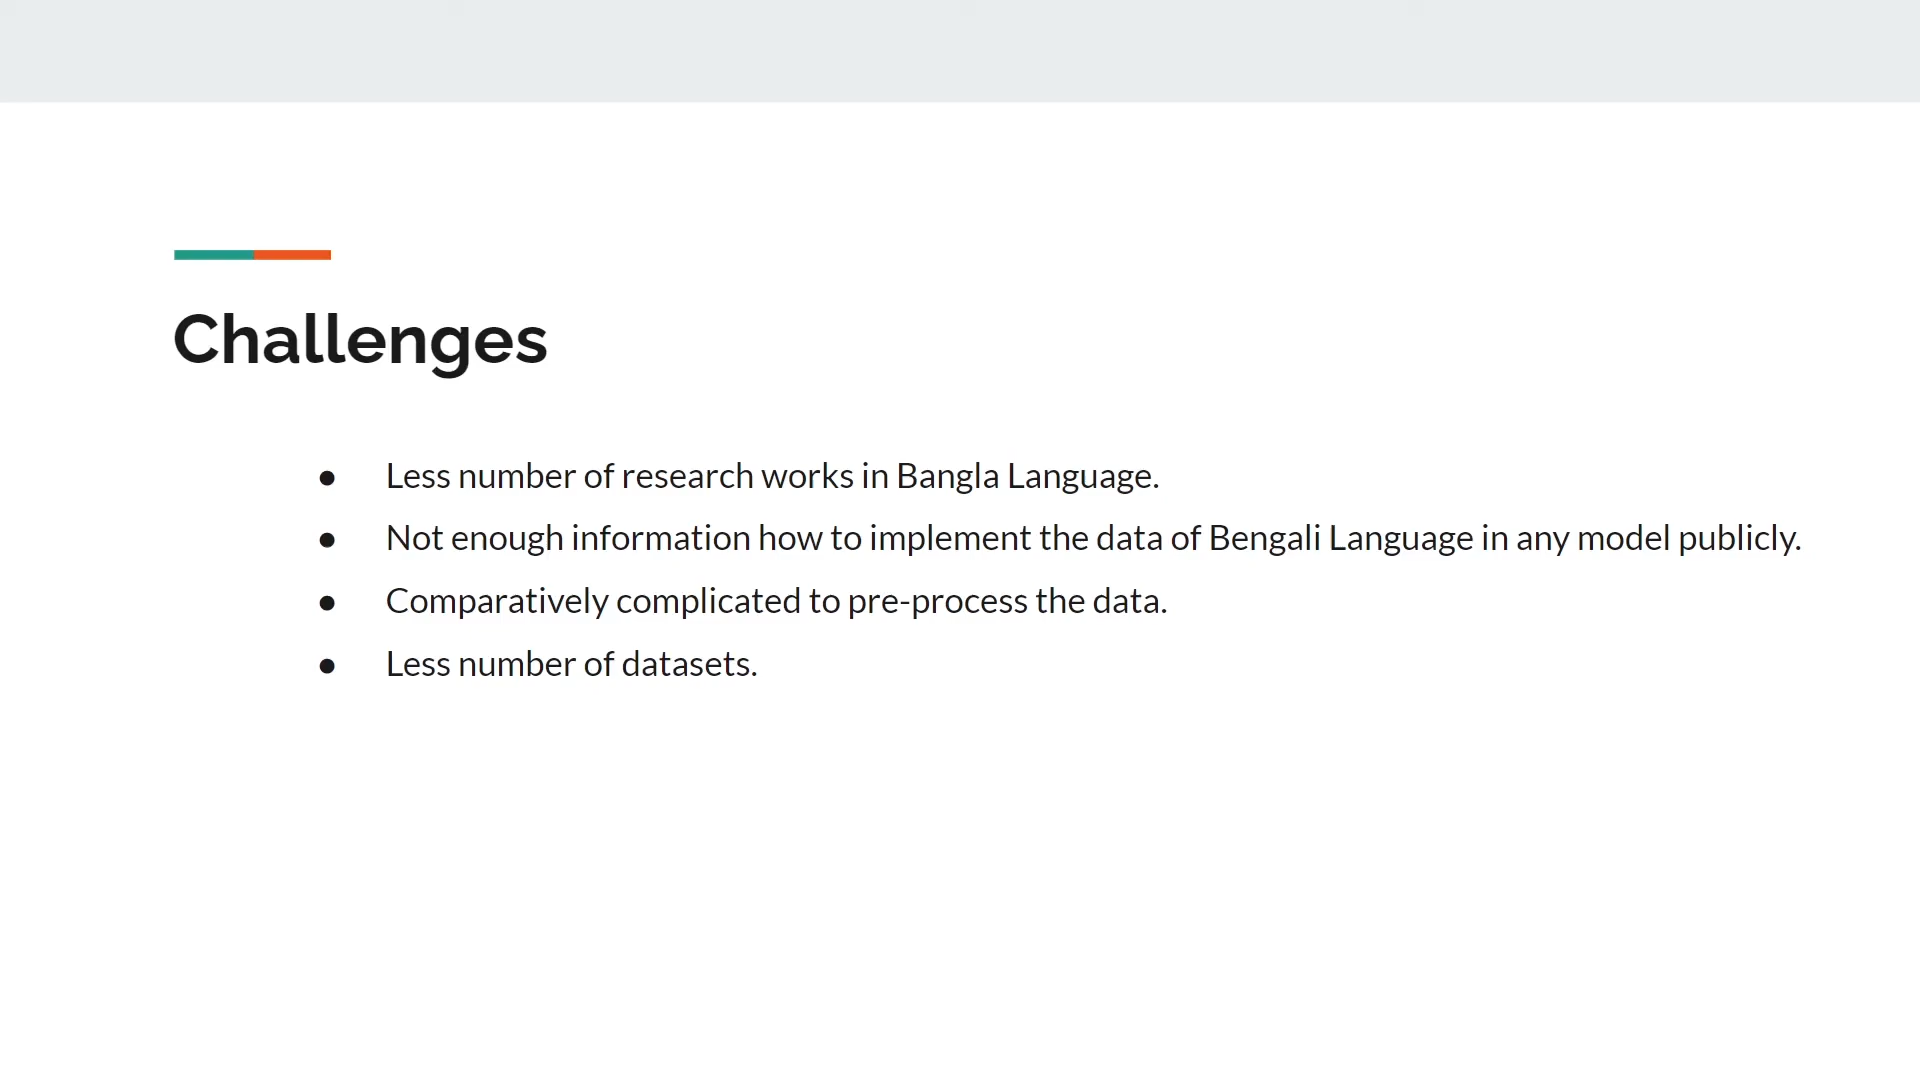 Challenges
● Less number of research works in Bangla Language.
● Not enough information how to implement the data of Bengali Language in any model publicly.
● Comparatively complicated to pre-process the data.
● Less number of datasets.